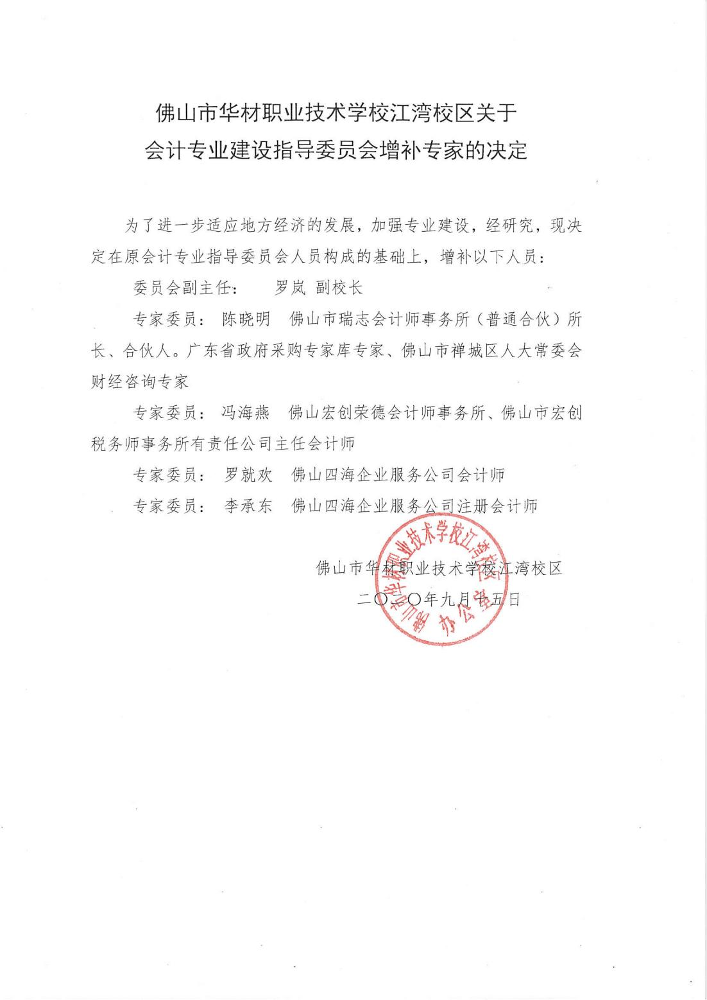 佛山市华材职业技术学校江湾校区关于
会计专业建设指导委员会增补专家的决定
为了进一步适应地方经济的发展，加强专业建设，经研究，现决
定在原会计专业指导委员会人员构成的基础上，增补以下人员：
委员会副主任： 罗岚 副校长
专家委员： 陈晓明 佛山市瑞志会计师事务所（普通合伙）所
长、合伙人。广东省政府采购专家库专家、佛山市禅城区人大常委会
财经咨询专家
专家委员： 冯海燕 佛山宏创荣德会计师事务所、佛山市宏创
税务师事务所有责任公司主任会计师
专家委员： 罗就欢 佛山四海企业服务公司会计师
专家委员： 李承东 佛山四海企业服务公司注册会计师
佛山市华材职业技术学校江湾校区
二〇二〇年九月十五日
佛山市华材职业技术学校江湾校区
办公室